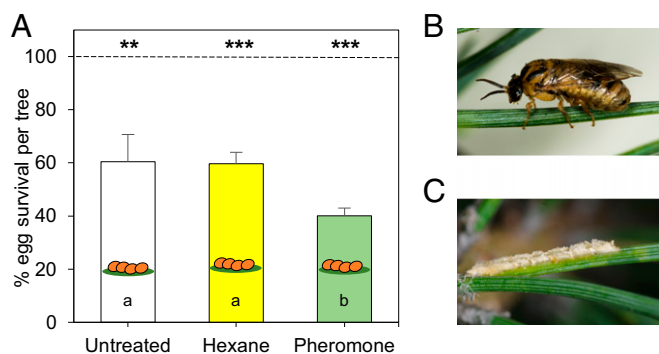 A
** *** ***
100
80
60
40
20
0
% egg survival per tree
a a b
Untreated Hexane Pheromone
B
C